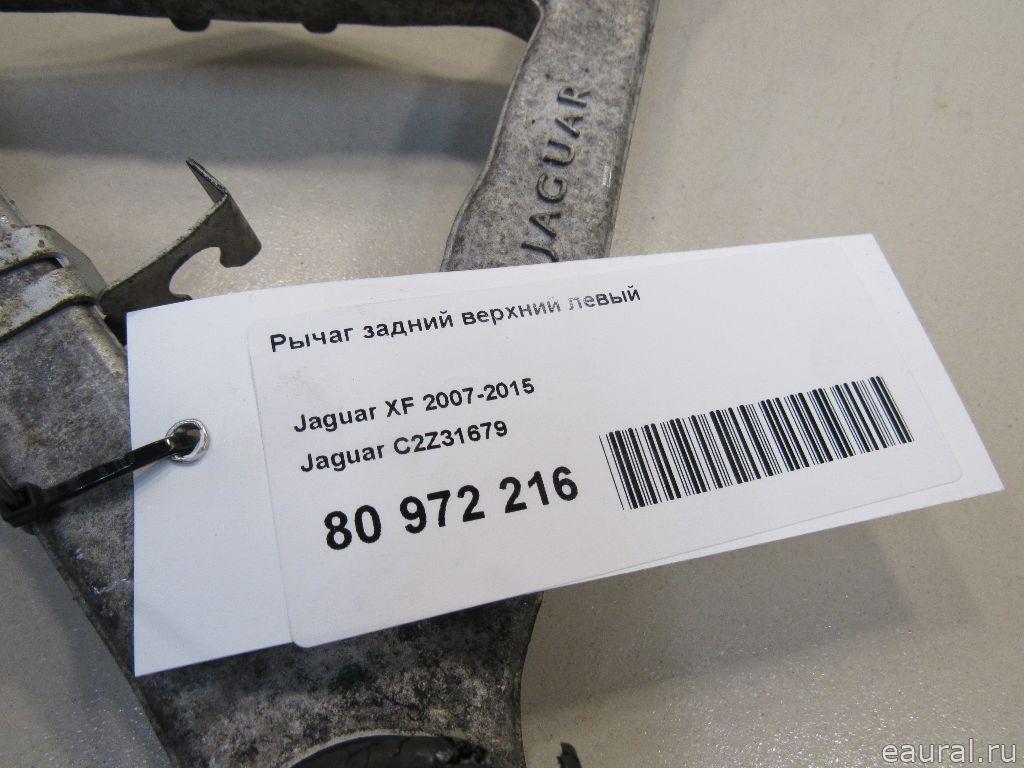 JAGUAR
Рычаг задний верхний левый
Jaguar XF 2007-2015
Jaguar C2Z31679
80 972 216
eaural.ru